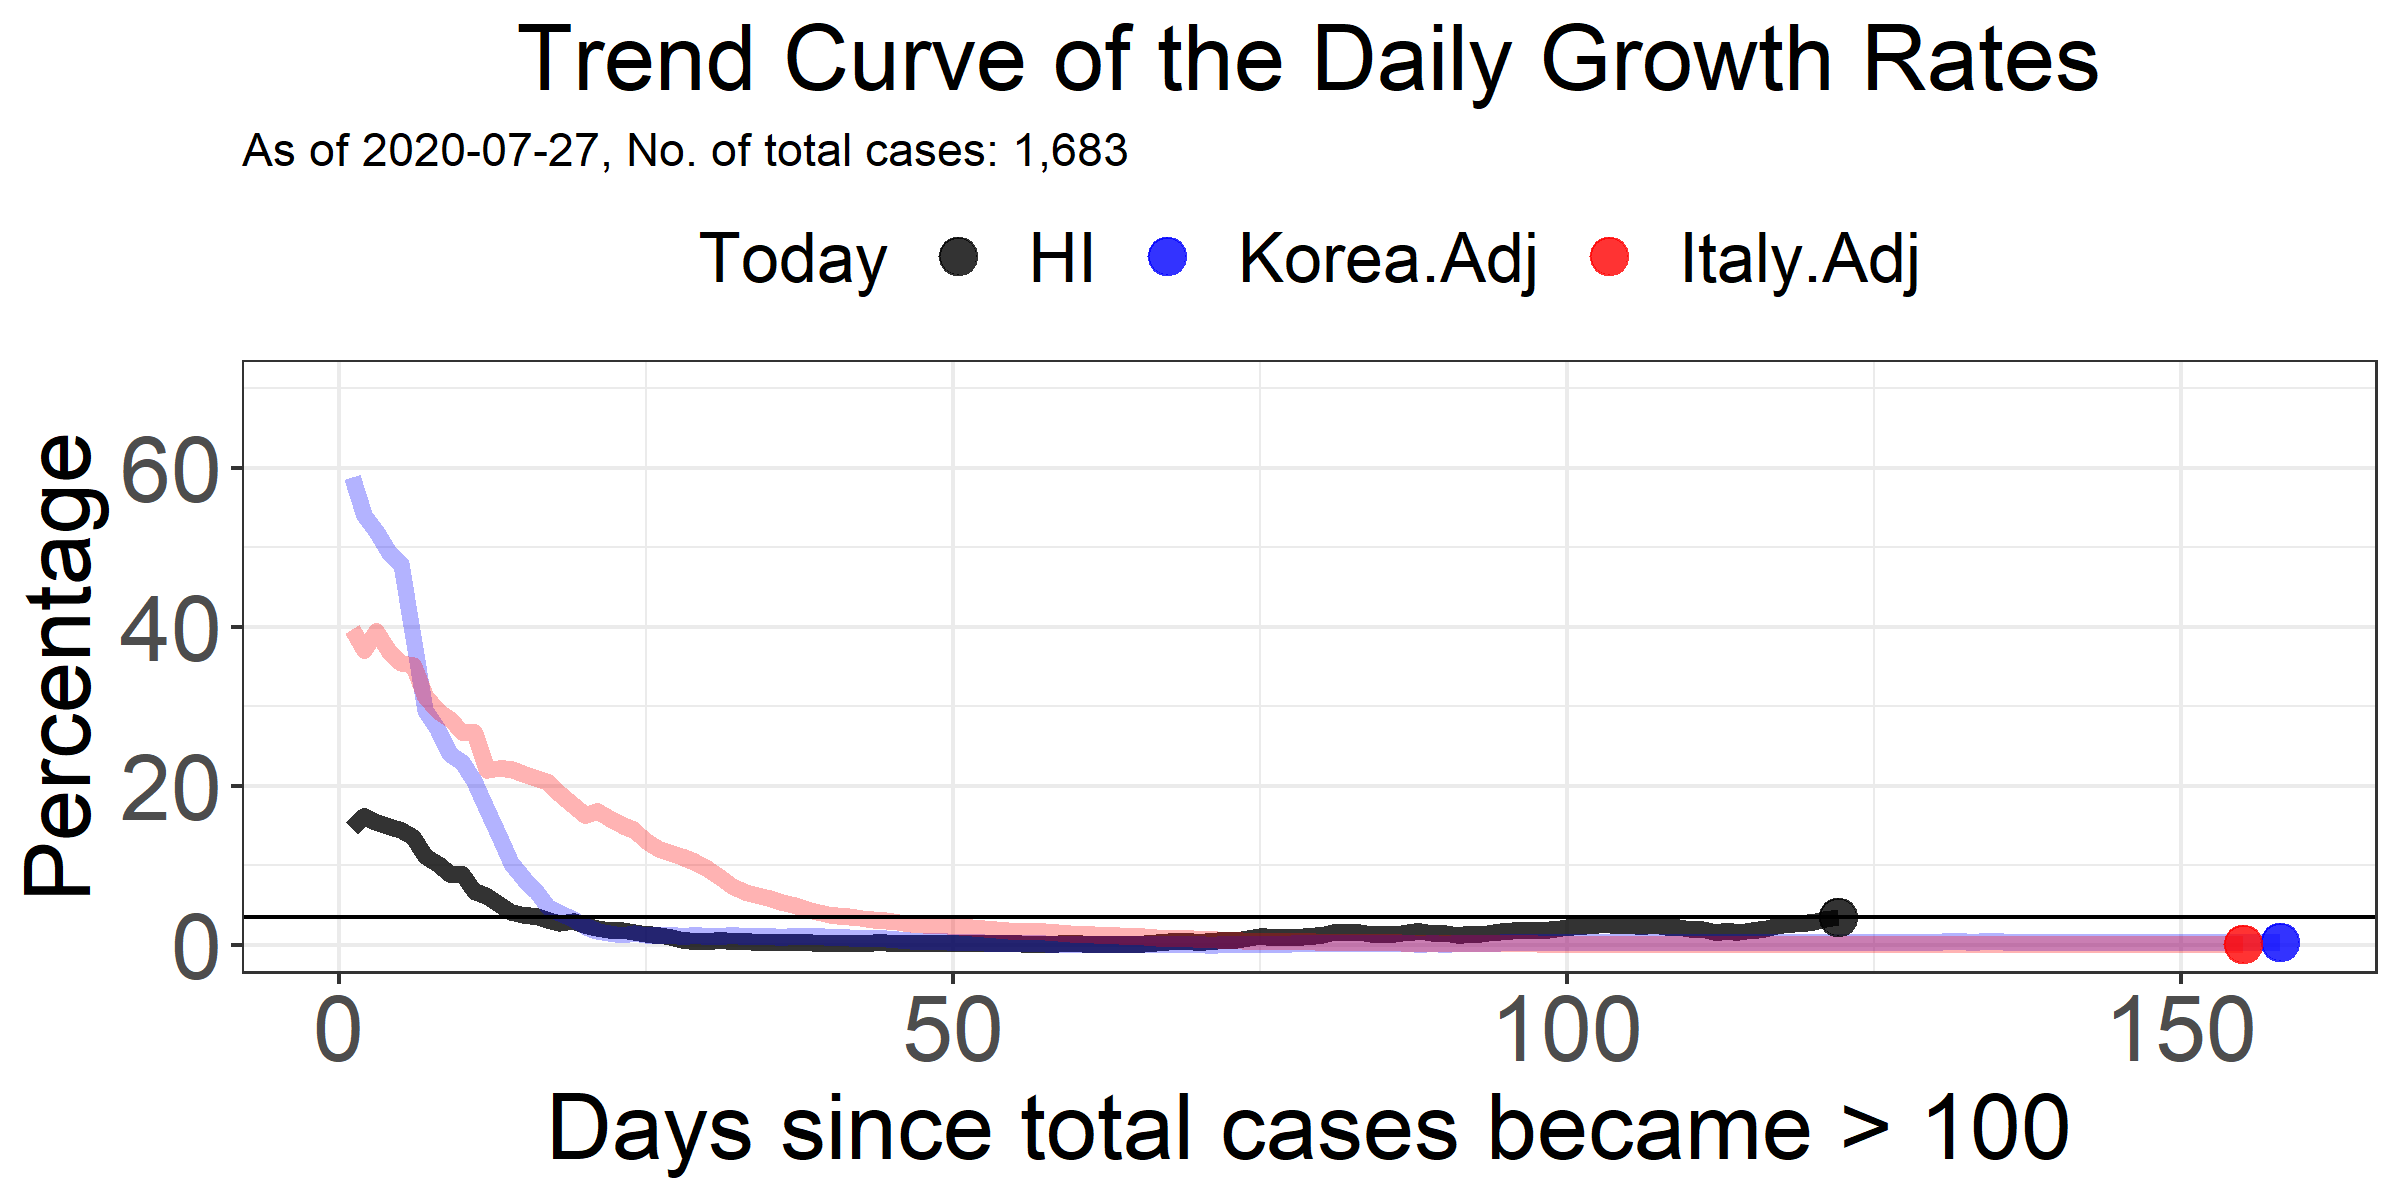 Trend Curve of the Daily Growth Rates
As of 2020-07-27, No. of total cases: 1,683
Today HI Korea.Adj Italy.Adj
Percentage
60
40
20
0
0 50 100 150
Days since total cases became > 100